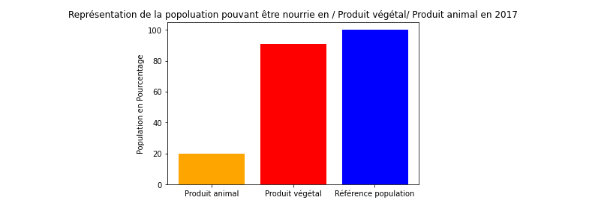 Représentation de la popoluation pouvant être nourrie en / Produit végétal/ Produit animal en 2017
Population en Pourcentage
100
80
60
40
20
0
Produit animal Produit végétal Référence population